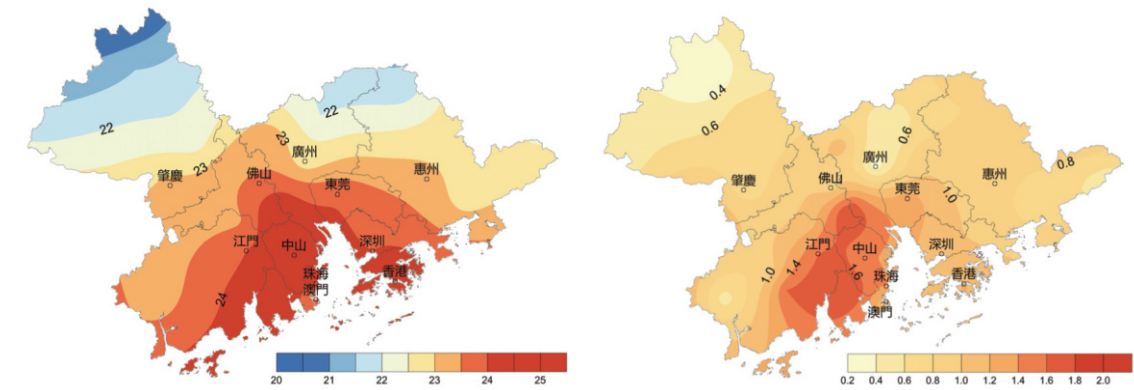 22
22
23
廣州
23
肇慶
佛山
惠州
東莞
江門
中山
深圳
珠海
香港
澳門
24
20 21 22 23 24 25
0.4
0.6
0.6
廣州
0.8
肇慶
佛山
東莞
1.0
惠州
江門
中山
深圳
1.0
1.4
1.6
珠海
香港
澳門
0.2 0.4 0.6 0.8 1.0 1.2 1.4 1.6 1.8 2.0